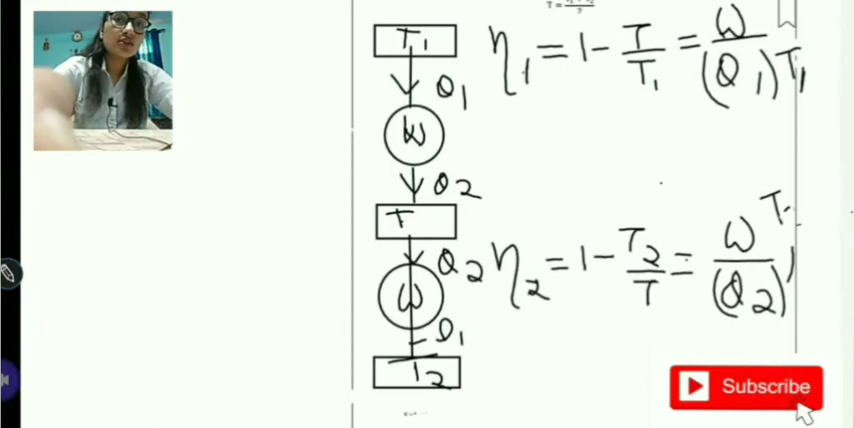 T₁
Q₁
W
Q₂
T
Q₂
W
Q₁
T₂
η₁ = 1 - T/T₁ = W/(Q₁)
T₁
η₂ = 1 - T₂/T = W/(Q₂)
Subscribe